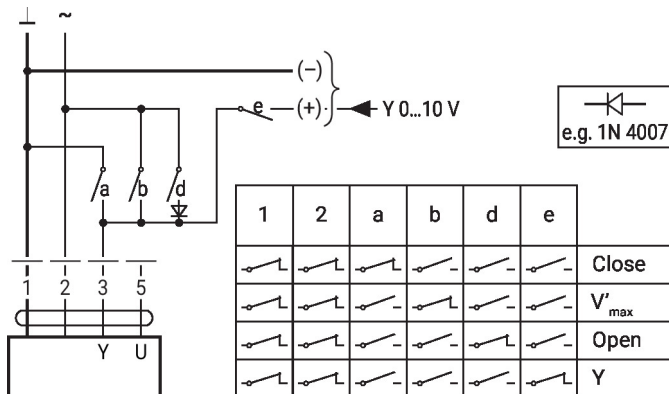 ⊥ ~
(–)
e (+) Y 0...10 V
a b d
e.g. 1N 4007
1 2 a b d e
Close
V'max
Open
Y
1 2 3 5
Y U